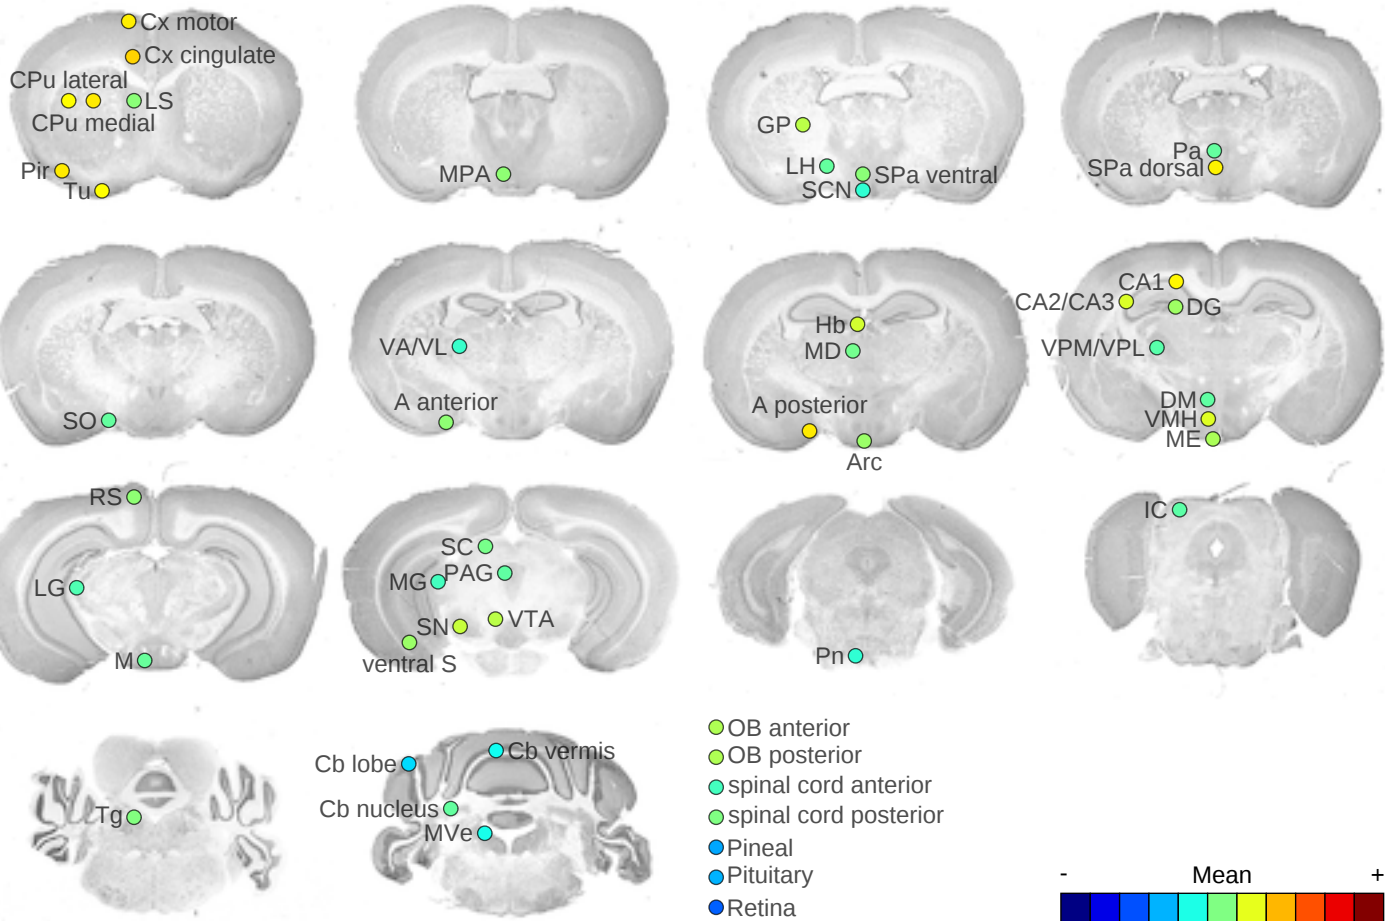 Cx motor
Cx cingulate
CPu lateral
LS
CPu medial
Pir
Tu
MPA
GP
LH
SPa ventral
SCN
Pa
SPa dorsal
SO
VA/VL
A anterior
Hb
MD
A posterior
Arc
CA1
CA2/CA3
DG
VPM/VPL
DM
VMH
ME
RS
LG
M
SC
MG
PAG
SN
VTA
ventral S
Pn
IC
Tg
Cb lobe
Cb vermis
Cb nucleus
MVe
OB anterior
OB posterior
spinal cord anterior
spinal cord posterior
Pineal
Pituitary
Retina
- Mean +